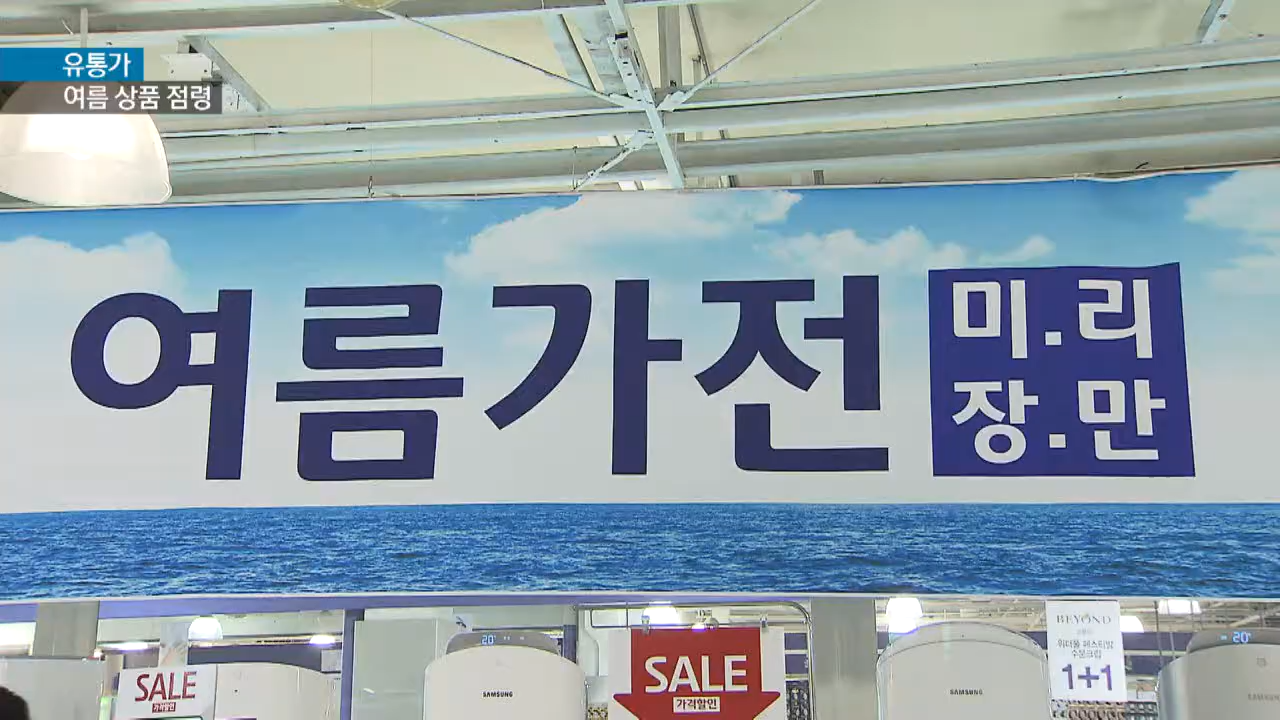 유통가
여름 상품 점령
여름가전
미.리
장.만
20°
20°
SAMSUNG
SAMSUNG
SALE
가격할인
SALE
가격할인
BEYOND
1+1